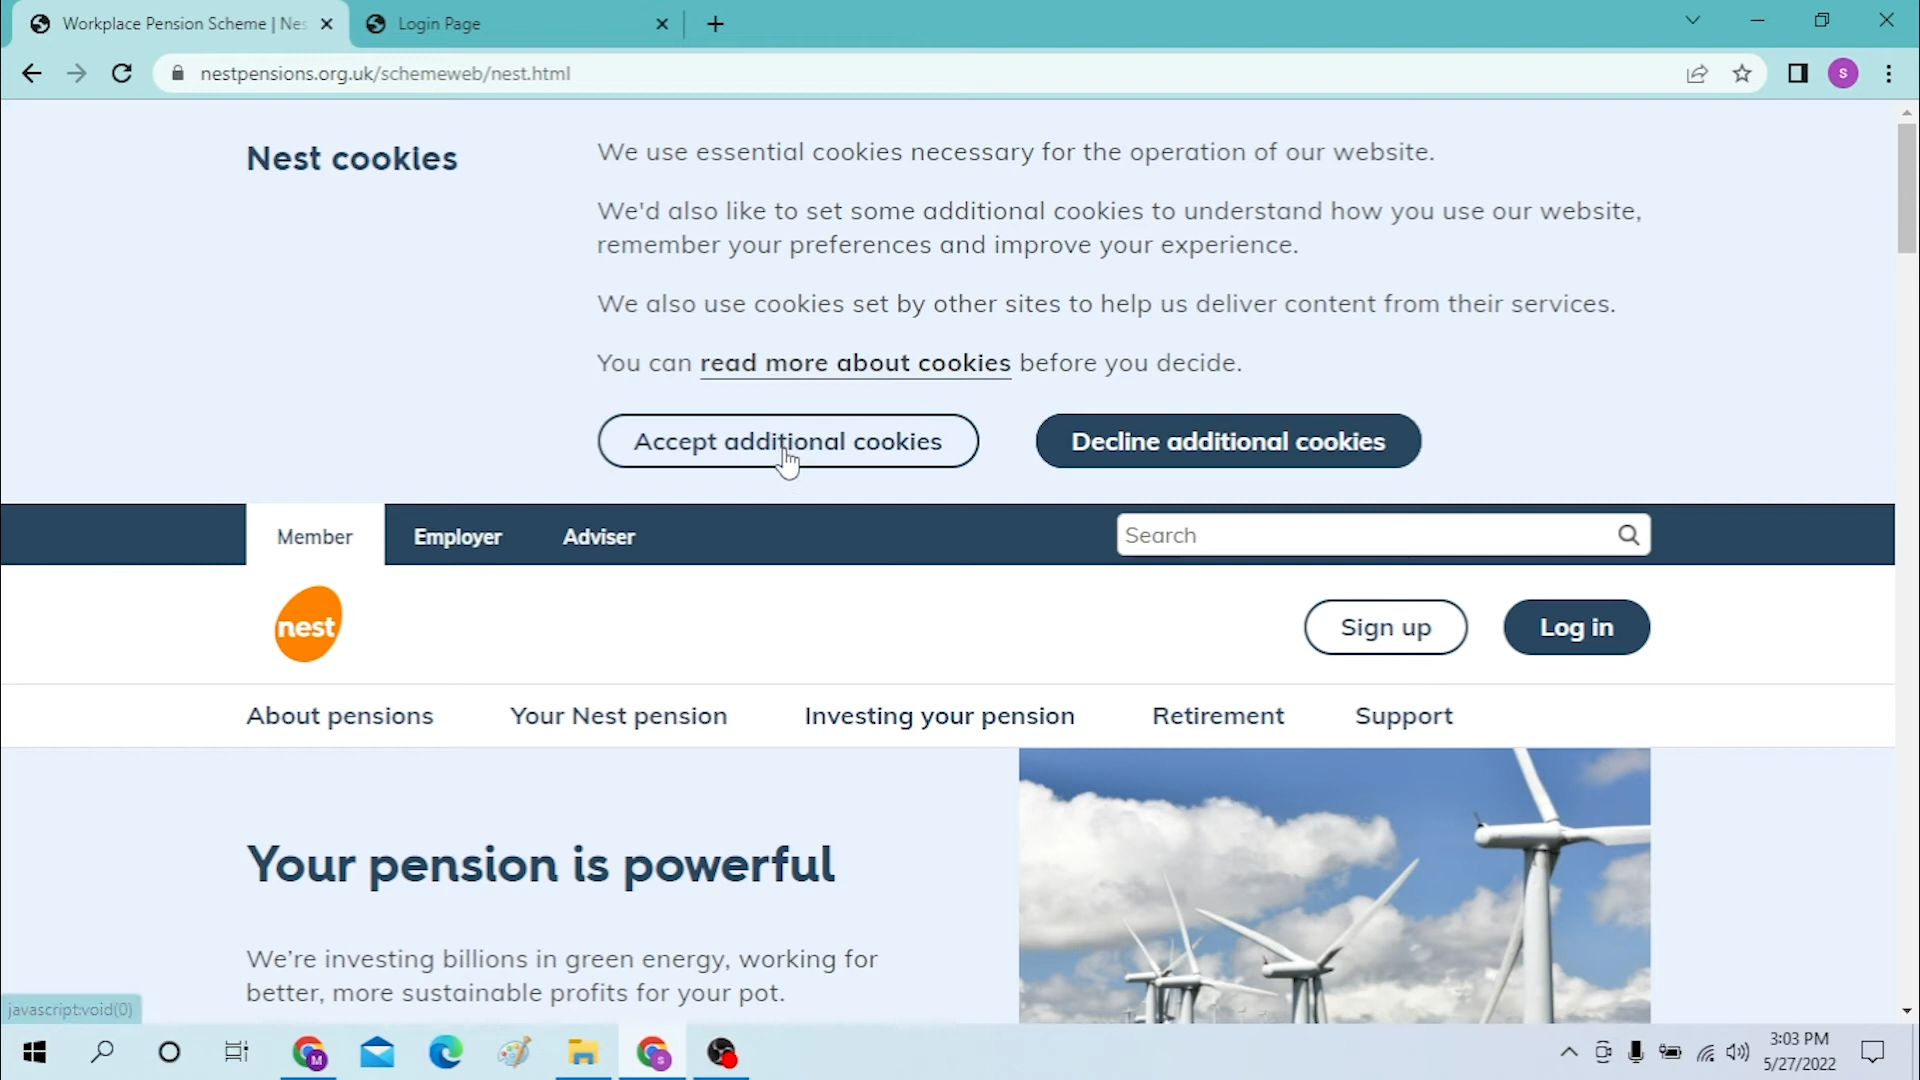 Workplace Pension Scheme | Nes
Login Page
nestpensions.org.uk/schemeweb/nest.html
S
Nest cookies
We use essential cookies necessary for the operation of our website.
We'd also like to set some additional cookies to understand how you use our website,
remember your preferences and improve your experience.
We also use cookies set by other sites to help us deliver content from their services.
You can read more about cookies before you decide.
Accept additional cookies
Decline additional cookies
Member
Employer
Adviser
Search
nest
Sign up
Log in
About pensions
Your Nest pension
Investing your pension
Retirement
Support
Your pension is powerful
We’re investing billions in green energy, working for
better, more sustainable profits for your pot.
javascript:void(0)
M
S
3:03 PM
5/27/2022